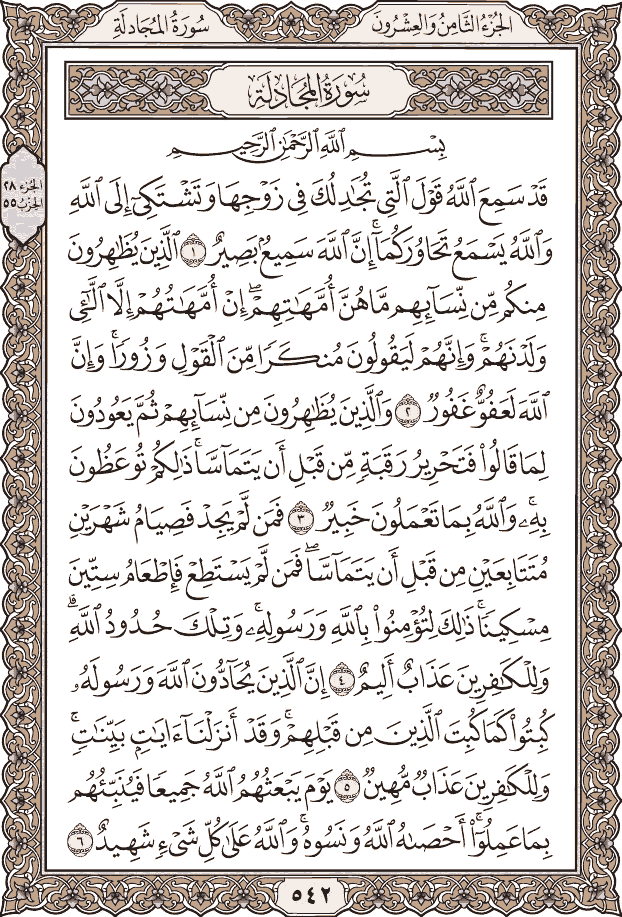 سُورَةُ المُجَادلَةِ
الجُزْءُ الثَّامِنُ وَالعِشْرُونَ
سُورَةُ المُجَادلَةِ
بِسْمِ ٱللَّهِ ٱلرَّحْمَٰنِ ٱلرَّحِيمِ
الجزء ٢٨
الحزب ٥٥
قَدْ سَمِعَ ٱللَّهُ قَوْلَ ٱلَّتِي تُجَٰدِلُكَ فِي زَوْجِهَا وَتَشْتَكِيٓ إِلَى ٱللَّهِ
وَٱللَّهُ يَسْمَعُ تَحَاوُرَكُمَآۚ إِنَّ ٱللَّهَ سَمِيعُۢ بَصِيرٌ ١ ٱلَّذِينَ يُظَٰهِرُونَ
مِنكُم مِّن نِّسَآئِهِم مَّا هُنَّ أُمَّهَٰتِهِمْۖ إِنْ أُمَّهَٰتُهُمْ إِلَّا ٱلَّٰٓـِٔي
وَلَدْنَهُمْۚ وَإِنَّهُمْ لَيَقُولُونَ مُنكَرًا مِّنَ ٱلْقَوْلِ وَزُورًاۚ وَإِنَّ
ٱللَّهَ لَعَفُوٌّ غَفُورٌ ٢ وَٱلَّذِينَ يُظَٰهِرُونَ مِن نِّسَآئِهِمْ ثُمَّ يَعُودُونَ
لِمَا قَالُوا۟ فَتَحْرِيرُ رَقَبَةٍ مِّن قَبْلِ أَن يَتَمَآسَّاۚ ذَٰلِكُمْ تُوعَظُونَ
بِهِۦۚ وَٱللَّهُ بِمَا تَعْمَلُونَ خَبِيرٌ ٣ فَمَن لَّمْ يَجِدْ فَصِيَامُ شَهْرَيْنِ
مُتَتَابِعَيْنِ مِن قَبْلِ أَن يَتَمَآسَّاۖ فَمَن لَّمْ يَسْتَطِعْ فَإِطْعَامُ سِتِّينَ
مِسْكِينًاۚ ذَٰلِكَ لِتُؤْمِنُوا۟ بِٱللَّهِ وَرَسُولِهِۦۚ وَتِلْكَ حُدُودُ ٱللَّهِۗ
وَلِلْكَٰفِرِينَ عَذَابٌ أَلِيمٌ ٤ إِنَّ ٱلَّذِينَ يُحَآدُّونَ ٱللَّهَ وَرَسُولَهُۥ
كُبِتُوا۟ كَمَا كُبِتَ ٱلَّذِينَ مِن قَبْلِهِمْۚ وَقَدْ أَنزَلْنَآ ءَايَٰتِۭ بَيِّنَٰتٍۚ
وَلِلْكَٰفِرِينَ عَذَابٌ مُّهِينٌ ٥ يَوْمَ يَبْعَثُهُمُ ٱللَّهُ جَمِيعًا فَيُنَبِّئُهُم
بِمَا عَمِلُوٓا۟ۚ أَحْصَىٰهُ ٱللَّهُ وَنَسُوهُۚ وَٱللَّهُ عَلَىٰ كُلِّ شَيْءٍ شَهِيدٌ ٦
٥٤٢